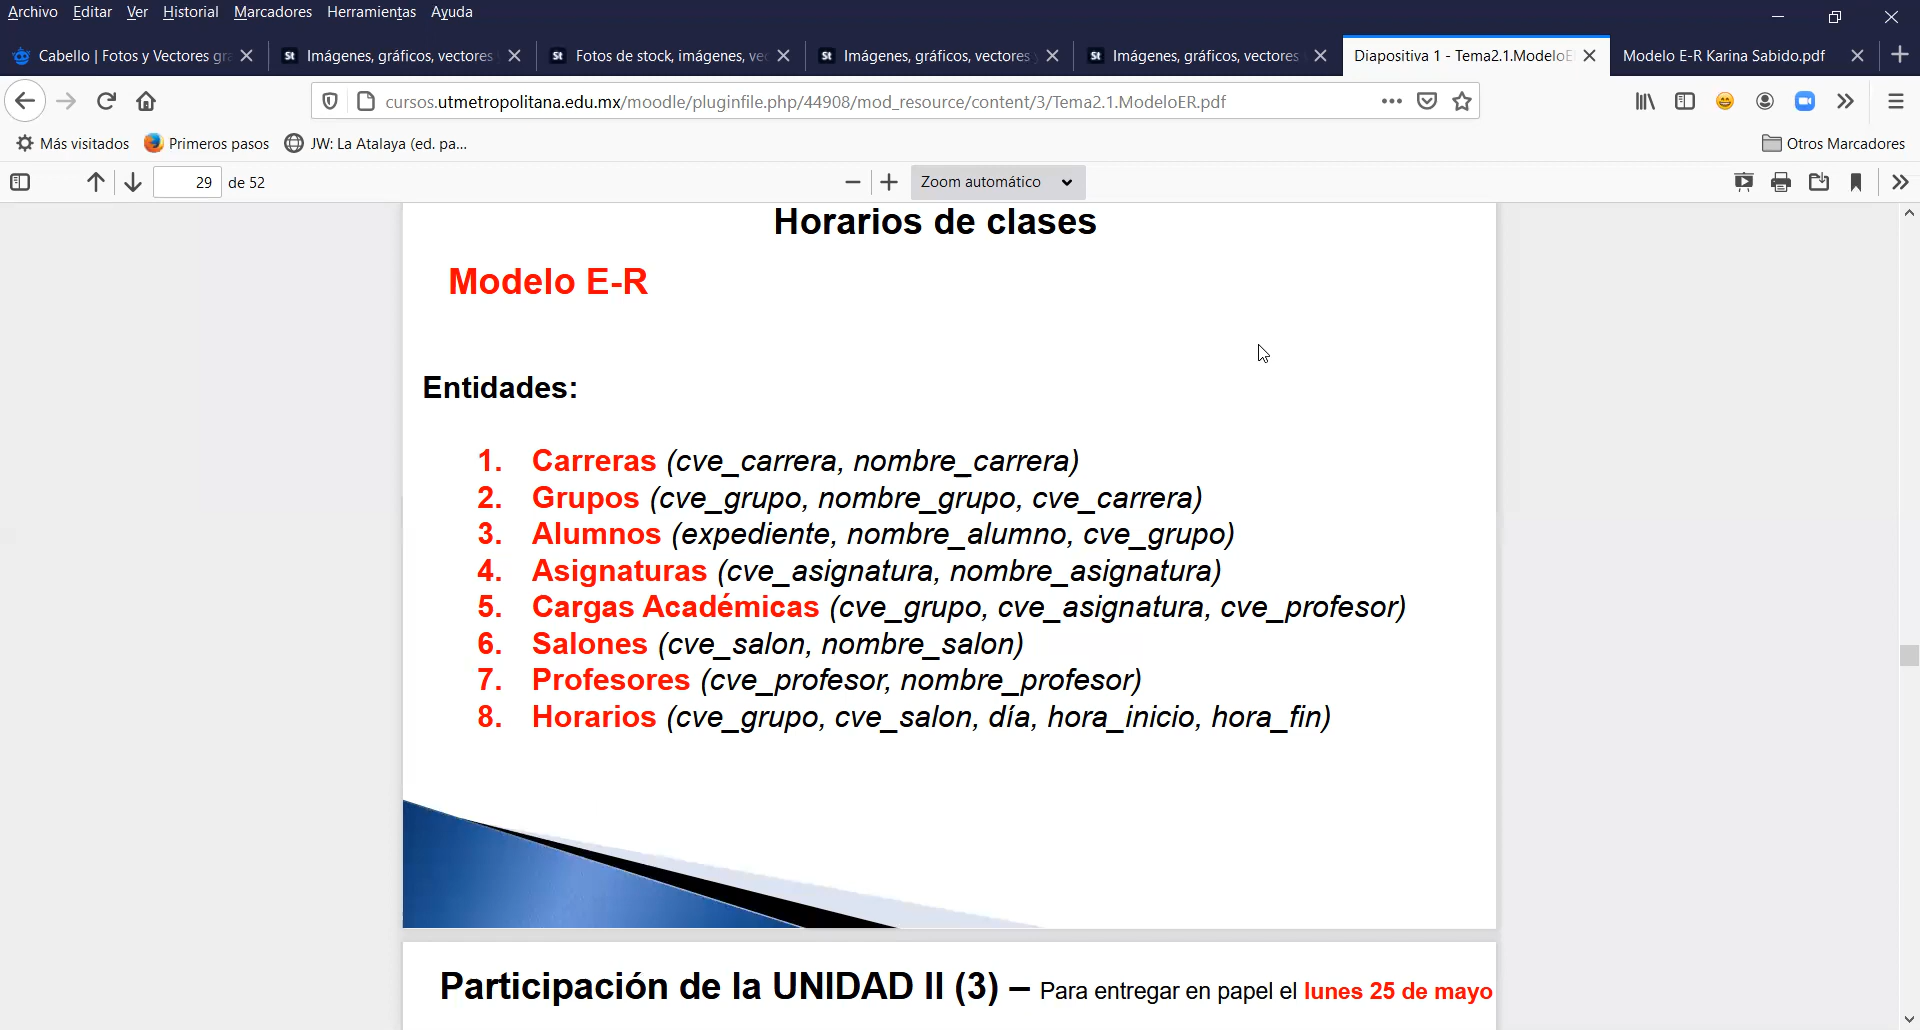 Archivo Editar Ver Historial Marcadores Herramientas Ayuda
Cabello | Fotos y Vectores gra
Imágenes, gráficos, vectores
Fotos de stock, imágenes, vec
Imágenes, gráficos, vectores y
Imágenes, gráficos, vectores
Diapositiva 1 - Tema2.1.ModeloE
Modelo E-R Karina Sabido.pdf
cursos.utmetropolitana.edu.mx/moodle/pluginfile.php/44908/mod_resource/content/3/Tema2.1.ModeloER.pdf
Más visitados Primeros pasos JW: La Atalaya (ed. pa... Otros Marcadores
29 de 52 Zoom automático
Horarios de clases
Modelo E-R
Entidades:
1. Carreras (cve_carrera, nombre_carrera)
2. Grupos (cve_grupo, nombre_grupo, cve_carrera)
3. Alumnos (expediente, nombre_alumno, cve_grupo)
4. Asignaturas (cve_asignatura, nombre_asignatura)
5. Cargas Académicas (cve_grupo, cve_asignatura, cve_profesor)
6. Salones (cve_salon, nombre_salon)
7. Profesores (cve_profesor, nombre_profesor)
8. Horarios (cve_grupo, cve_salon, día, hora_inicio, hora_fin)
Participación de la UNIDAD II (3) – Para entregar en papel el lunes 25 de mayo